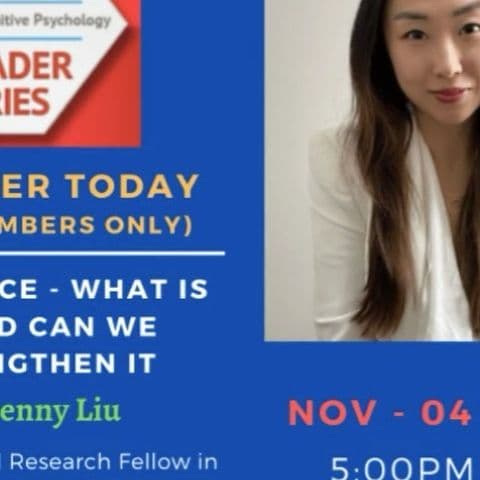 itive Psychology
ADER
RIES
ER TODAY
MBERS ONLY)
CE - WHAT IS
D CAN WE
NGTHEN IT
enny Liu
Research Fellow in
NOV - 04
5:00PM